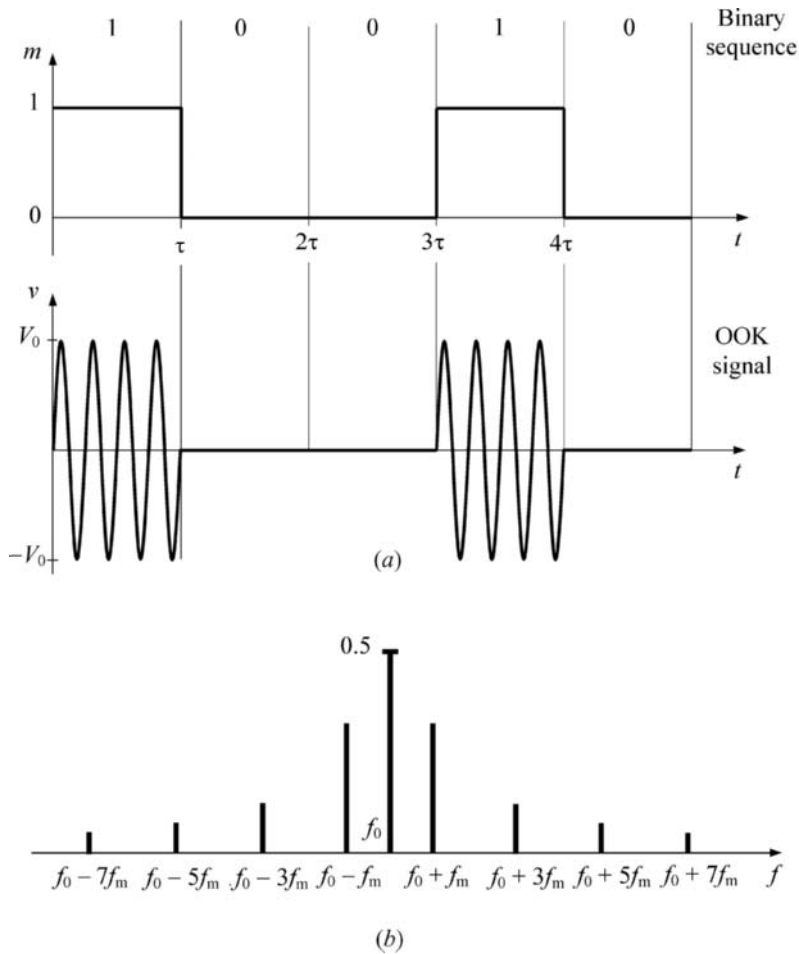 1 0 0 1 0 Binary
sequence
m
1
0
τ 2τ 3τ 4τ t
v
V₀
OOK
signal
t
−V₀
(a)
0.5
f₀
f₀ − 7fₘ f₀ − 5fₘ f₀ − 3fₘ f₀ − fₘ f₀ + fₘ f₀ + 3fₘ f₀ + 5fₘ f₀ + 7fₘ f
(b)